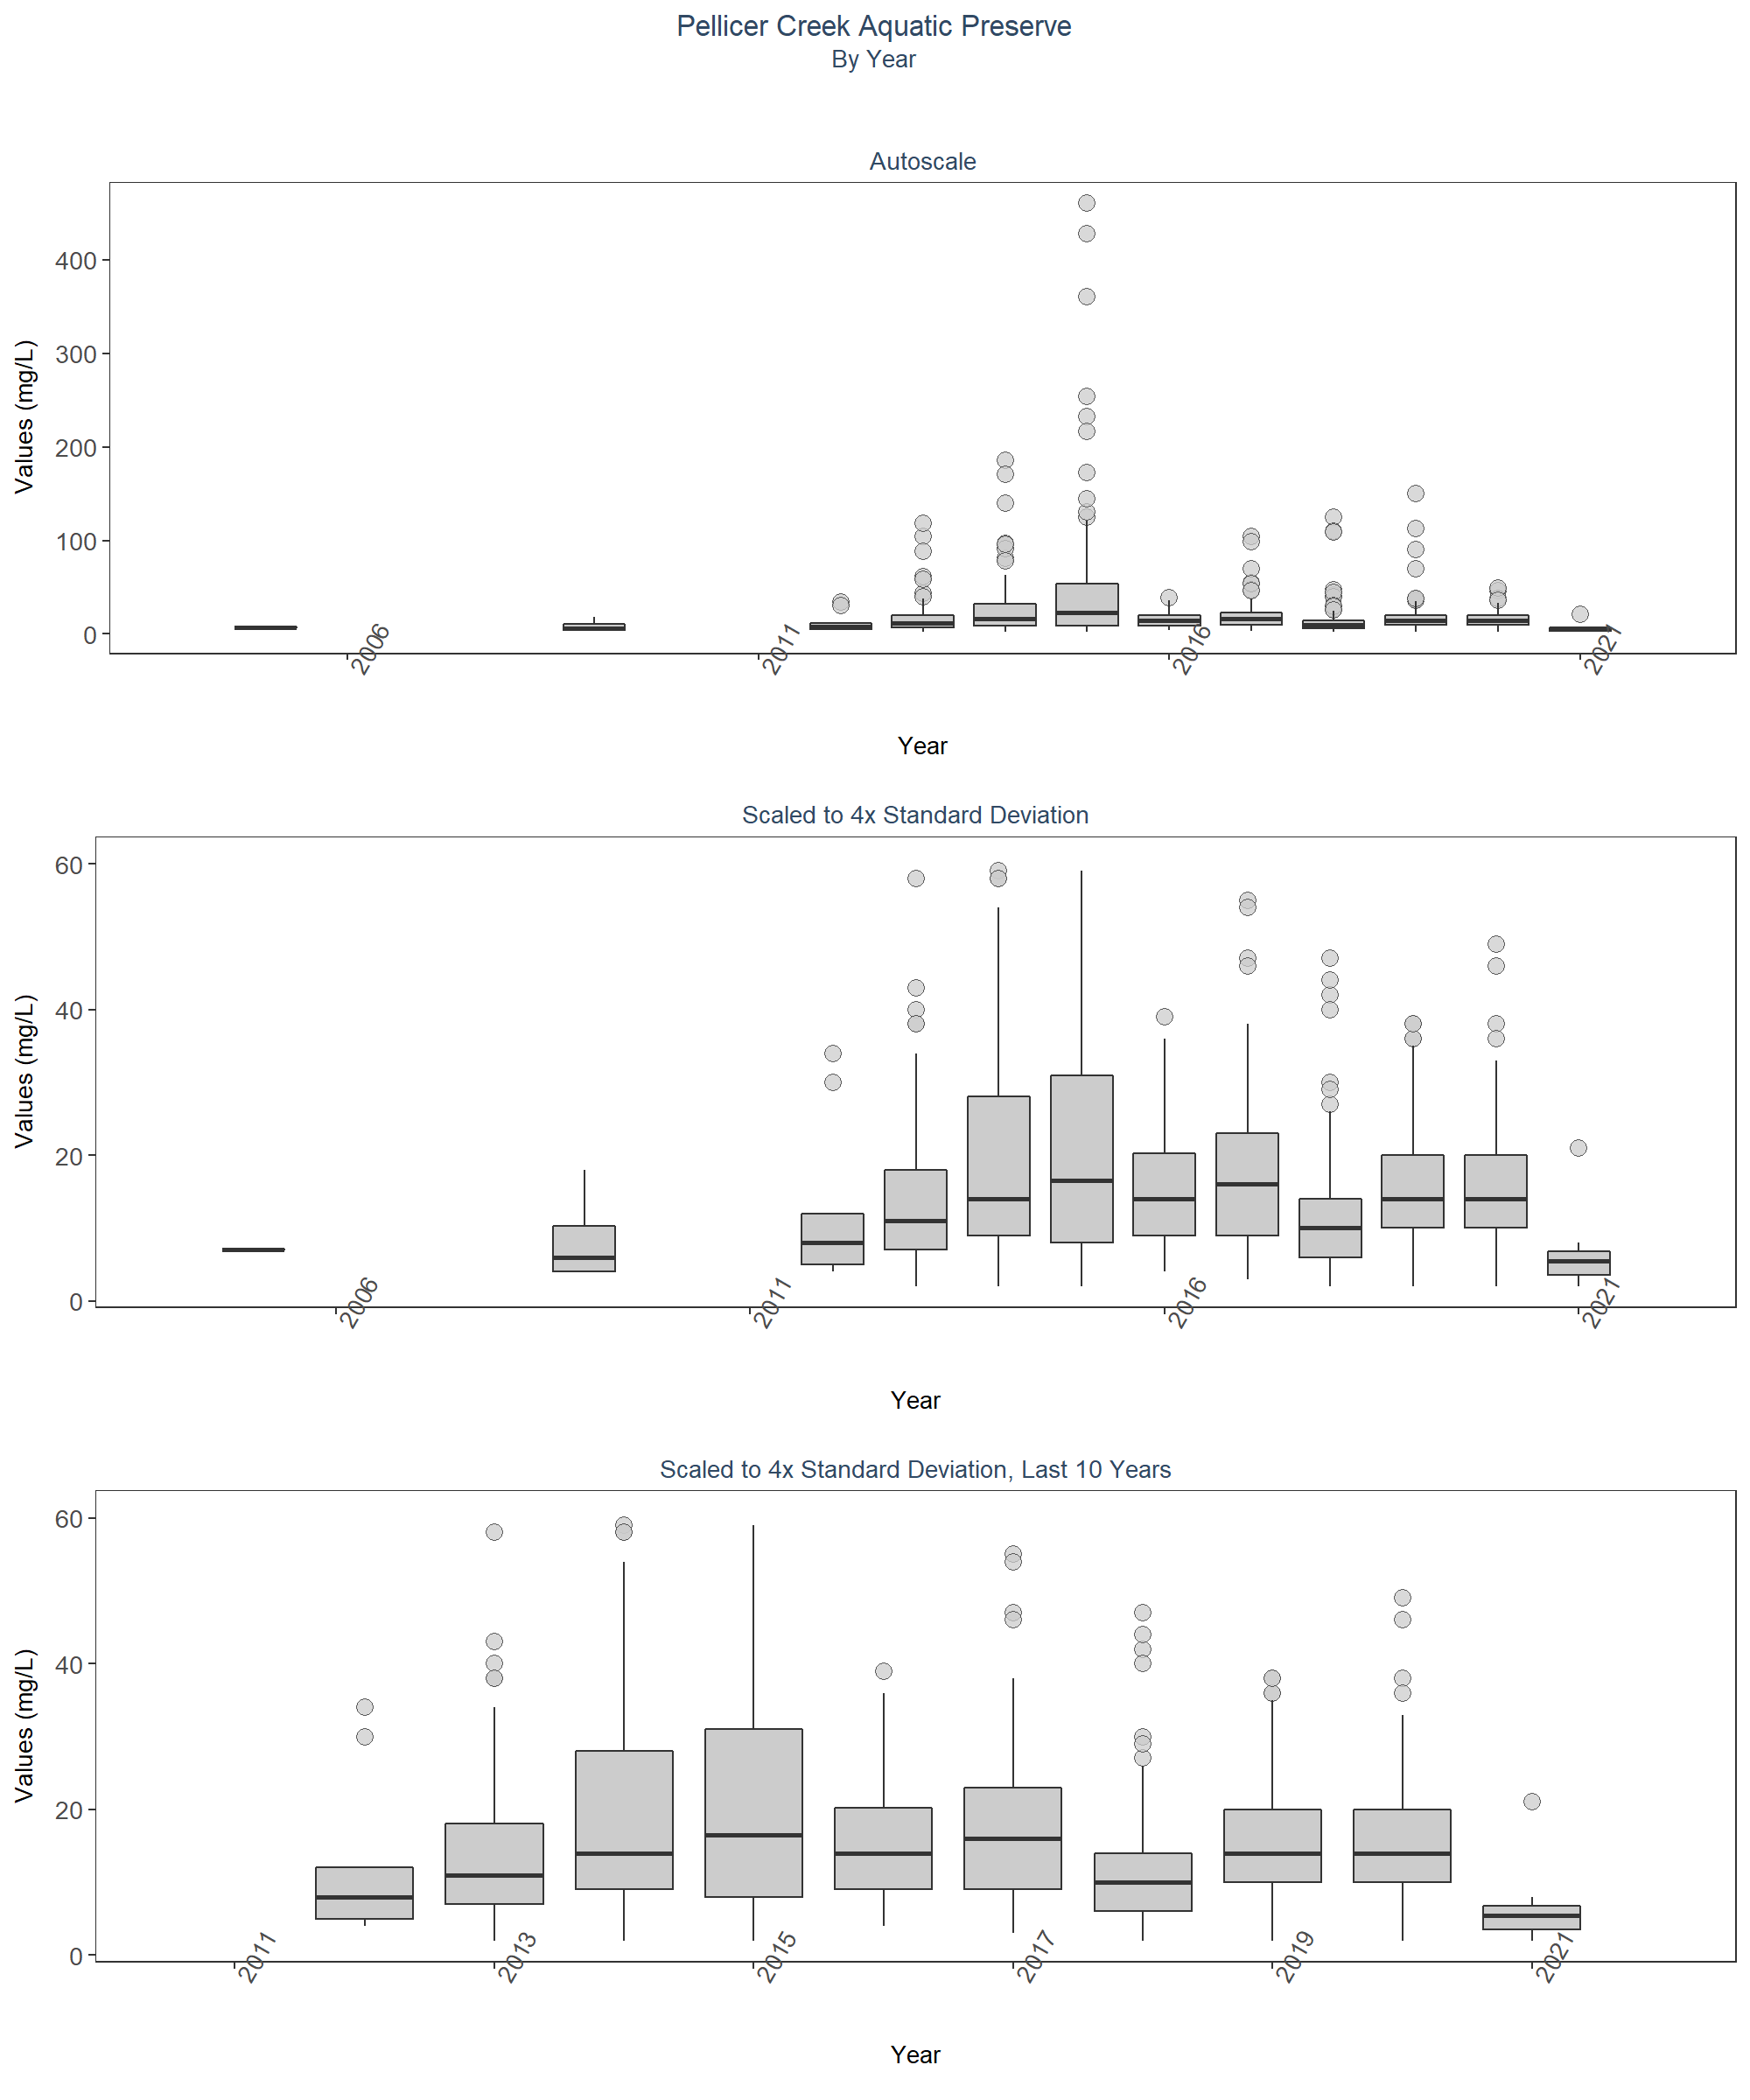 Pellicer Creek Aquatic Preserve
By Year
Autoscale
Values (mg/L)
400
300
200
100
0
2006
2011
2016
2021
Year
Scaled to 4x Standard Deviation
Values (mg/L)
60
40
20
0
2006
2011
2016
2021
Year
Scaled to 4x Standard Deviation, Last 10 Years
Values (mg/L)
60
40
20
0
2011
2013
2015
2017
2019
2021
Year